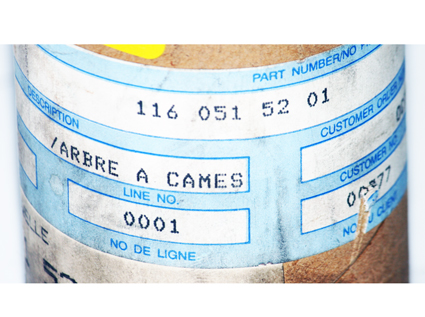 PART NUMBER/NO
116 051 52 01
DESCRIPTION
CUSTOMER ORDER
/ARBRE A CAMES
CUSTOMER NO.
LINE NO.
0001
NO DE LIGNE